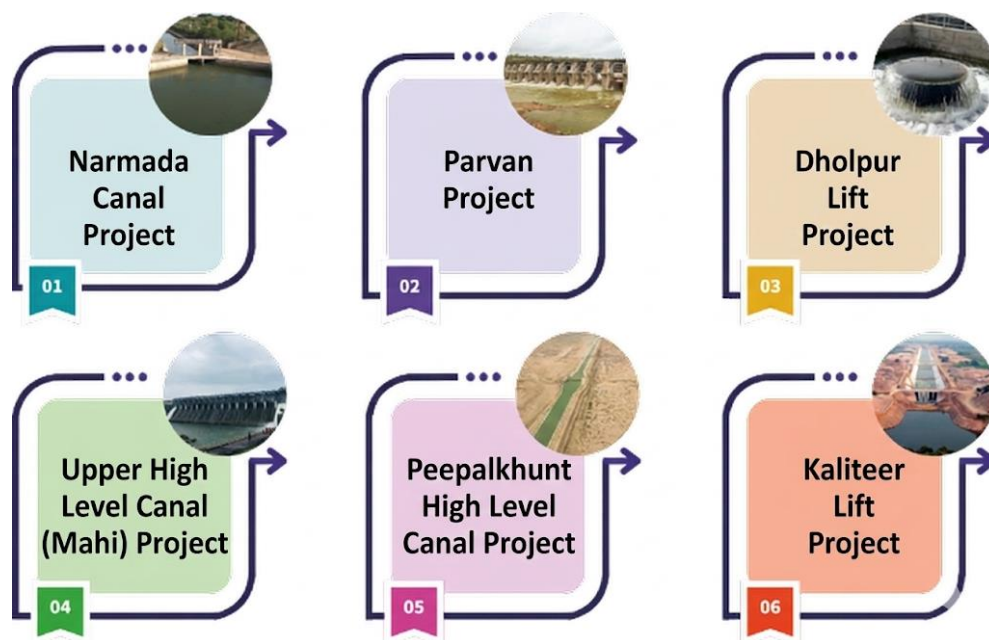 Narmada
Canal
Project
01
Parvan
Project
02
Dholpur
Lift
Project
03
Upper High
Level Canal
(Mahi) Project
04
Peepalkhunt
High Level
Canal Project
05
Kaliteer
Lift
Project
06